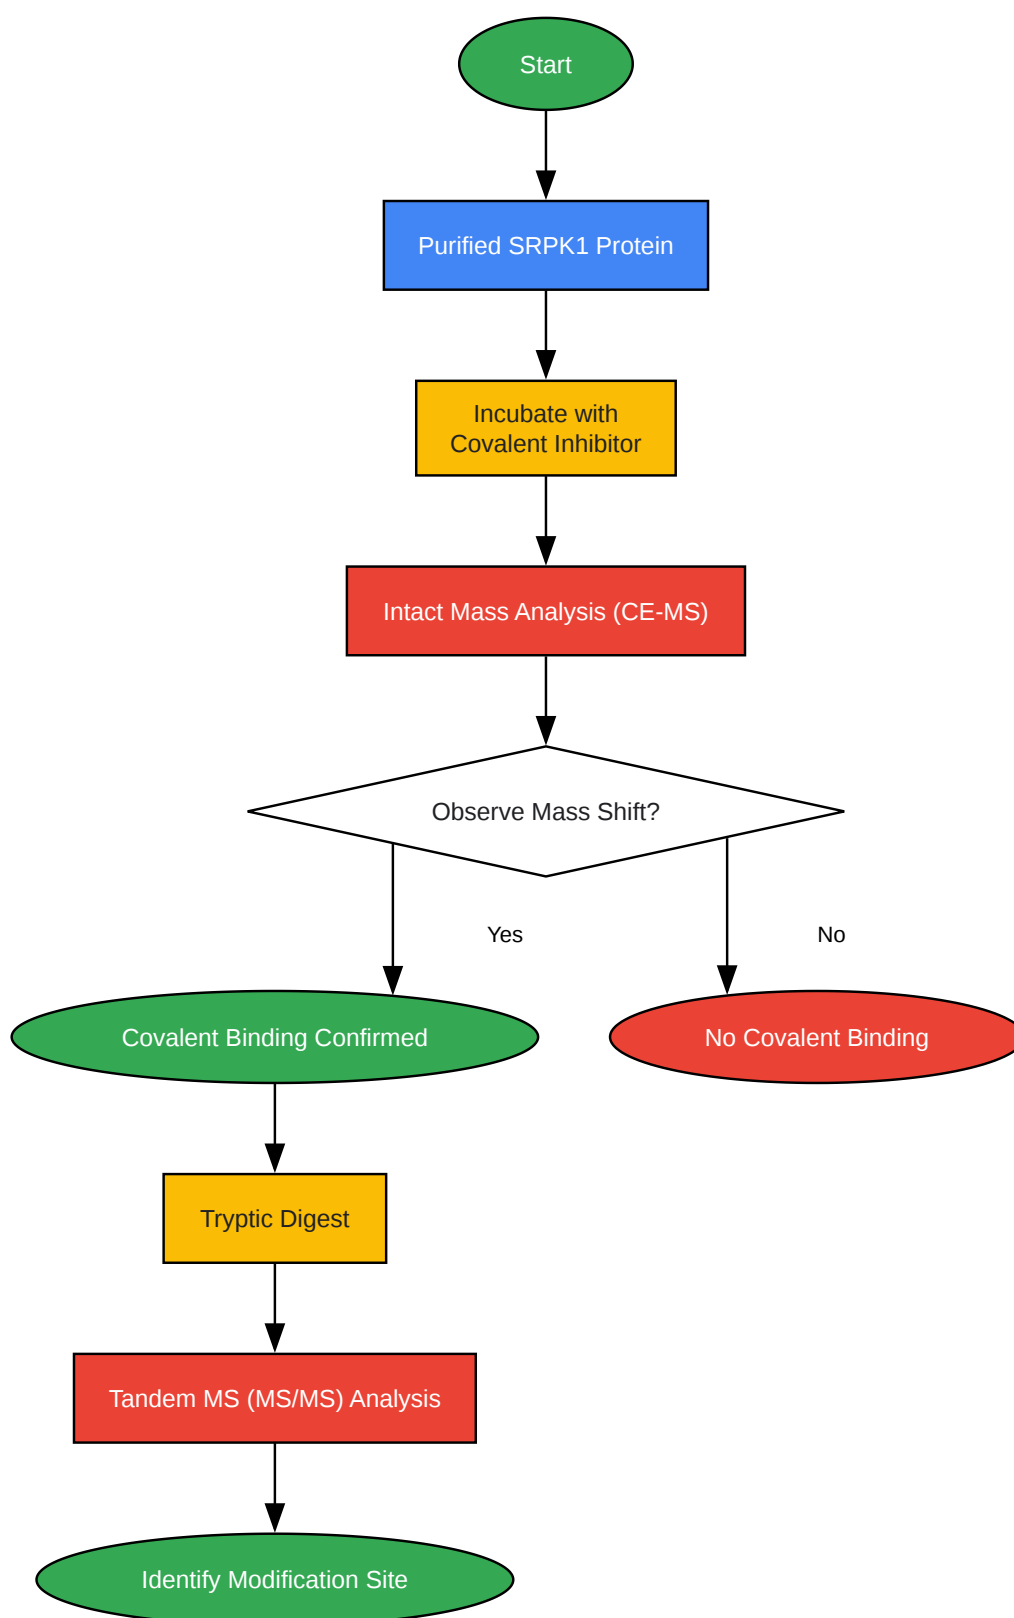 Start
Purified SRPK1 Protein
Incubate with
Covalent Inhibitor
Intact Mass Analysis (CE-MS)
Observe Mass Shift?
Yes
No
Covalent Binding Confirmed
No Covalent Binding
Tryptic Digest
Tandem MS (MS/MS) Analysis
Identify Modification Site